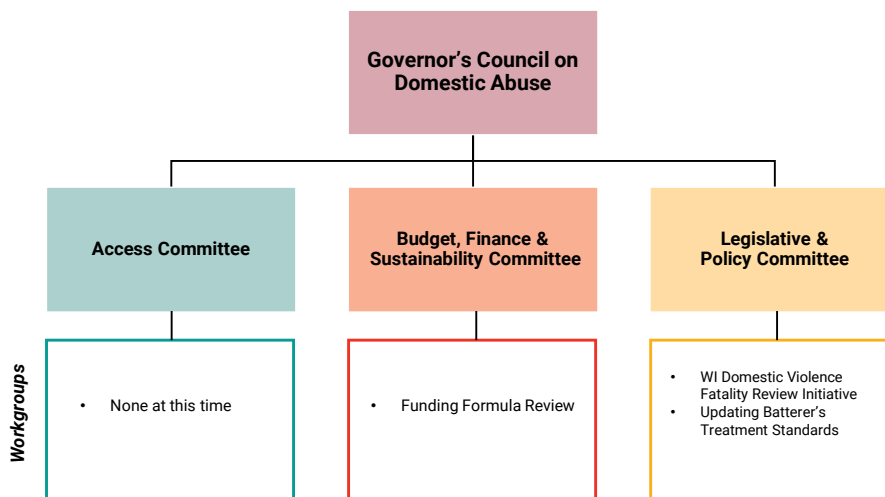 Governor’s Council on
Domestic Abuse
Access Committee
Budget, Finance &
Sustainability Committee
Legislative &
Policy Committee
Workgroups
• None at this time
• Funding Formula Review
• WI Domestic Violence
Fatality Review Initiative
• Updating Batterer’s
Treatment Standards